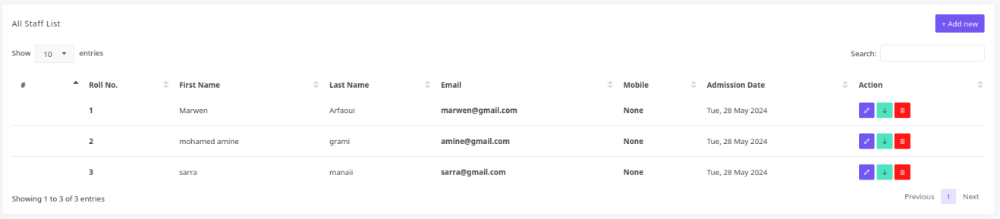 All Staff List
+ Add new
Show 10 entries
Search:
# Roll No. First Name Last Name Email Mobile Admission Date Action
1 Marwen Arfaoui marwen@gmail.com None Tue, 28 May 2024
2 mohamed amine grami amine@gmail.com None Tue, 28 May 2024
3 sarra manaii sarra@gmail.com None Tue, 28 May 2024
Showing 1 to 3 of 3 entries
Previous 1 Next